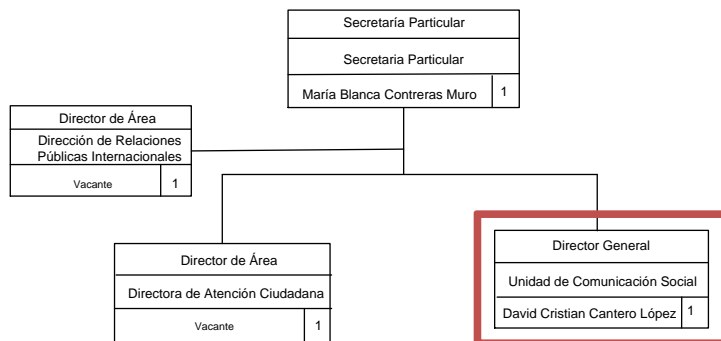 Secretaría Particular
Secretaria Particular
María Blanca Contreras Muro 1
Director de Área
Dirección de Relaciones
Públicas Internacionales
Vacante 1
Director de Área
Directora de Atención Ciudadana
Vacante 1
Director General
Unidad de Comunicación Social
David Cristian Cantero López 1